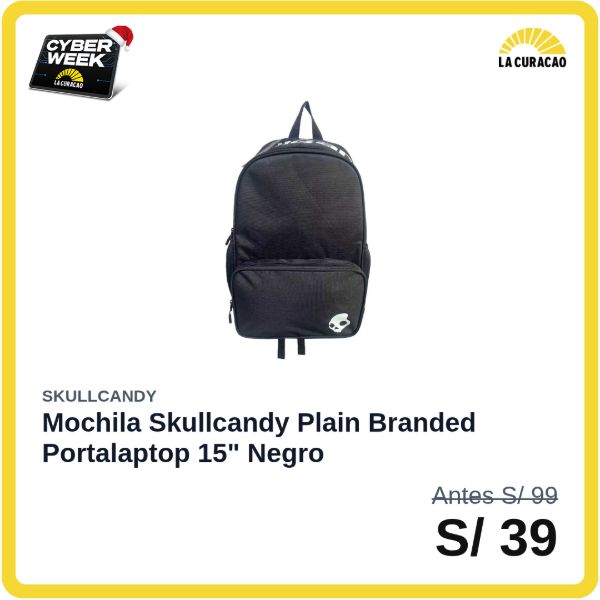 CYBER
WEEK
LA CURACAO
LA CURACAO
SKULLCANDY
Mochila Skullcandy Plain Branded
Portalaptop 15" Negro
Antes S/ 99
S/ 39